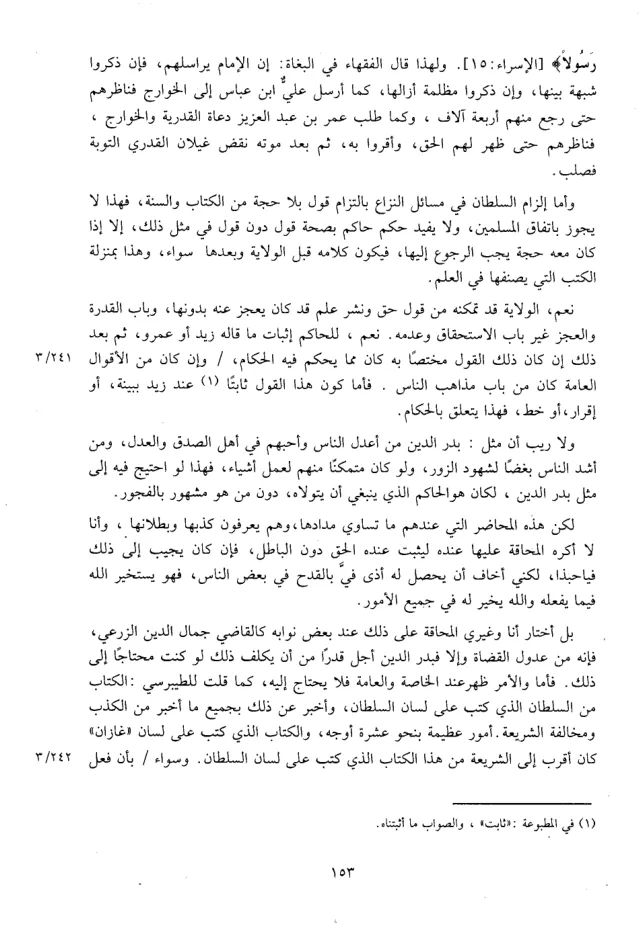 رَسُولاً﴾ [الإسراء:١٥]. ولهذا قال الفقهاء في البغاة: إن الإمام يراسلهم، فإن ذكروا
شبهة بينها، وإن ذكروا مظلمة أزالها، كما أرسل عليٌّ ابن عباس إلى الخوارج فناظرهم
حتى رجع منهم أربعة آلاف ، وكما طلب عمر بن عبد العزيز دعاة القدرية والخوارج ،
فناظرهم حتى ظهر لهم الحق، وأقروا به، ثم بعد موته نقض غيلان القدري التوبة
فصلب.
وأما إلزام السلطان في مسائل النزاع بالتزام قول بلا حجة من الكتاب والسنة، فهذا لا
يجوز باتفاق المسلمين، ولا يفيد حكم حاكم بصحة قول دون قول في مثل ذلك، إلا إذا
كان معه حجة يجب الرجوع إليها، فيكون كلامه قبل الولاية وبعدها سواء، وهذا بمنزلة
الكتب التي يصنفها في العلم.
نعم، الولاية قد تمكنه من قول حق ونشر علم قد كان يعجز عنه بدونها، وباب القدرة
والعجز غير باب الاستحقاق وعدمه. نعم ، للحاكم إثبات ما قاله زيد أو عمرو، ثم بعد
ذلك إن كان ذلك القول مختصًا به كان مما يحكم فيه الحكام، / وإن كان من الأقوال ٣/٢٤١
العامة كان من باب مذاهب الناس . فأما كون هذا القول ثابتًا (١) عند زيد ببينة، أو
إقرار،أو خط، فهذا يتعلق بالحكام.
ولا ريب أن مثل : بدر الدين من أعدل الناس وأحبهم في أهل الصدق والعدل، ومن
أشد الناس بغضًا لشهود الزور، ولو كان متمكنًا منهم لعمل أشياء، فهذا لو احتيج فيه إلى
مثل بدر الدين ، لكان هوالحاكم الذي ينبغي أن يتولاه، دون من هو مشهور بالفجور.
لكن هذه المحاضر التي عندهم ما تساوي مدادها،وهم يعرفون كذبها وبطلانها ، وأنا
لا أكره المحاقة عليها عنده ليثبت عنده الحق دون الباطل، فإن كان يجيب إلى ذلك
فياحبذا، لكني أخاف أن يحصل له أذى فيَّ بالقدح في بعض الناس، فهو يستخير الله
فيما يفعله والله يخير له في جميع الأمور.
بل أختار أنا وغيري المحاقة على ذلك عند بعض نوابه كالقاضي جمال الدين الزرعي،
فإنه من عدول القضاة وإلا فبدر الدين أجل قدرًا من أن يكلف ذلك لو كنت محتاجًا إلى
ذلك . فأما والأمر ظهرعند الخاصة والعامة فلا يحتاج إليه، كما قلت للطيبرسي :الكتاب
من السلطان الذي كتب على لسان السلطان، وأخبر عن ذلك بجميع ما أخبر من الكذب
ومخالفة الشريعة.أمور عظيمة بنحو عشرة أوجه، والكتاب الذي كتب على لسان «غازان»
كان أقرب إلى الشريعة من هذا الكتاب الذي كتب على لسان السلطان. وسواء / بأن فعل ٣/٢٤٢
(١) في المطبوعة :«ثابت» ، والصواب ما أثبتناه.
١٥٣